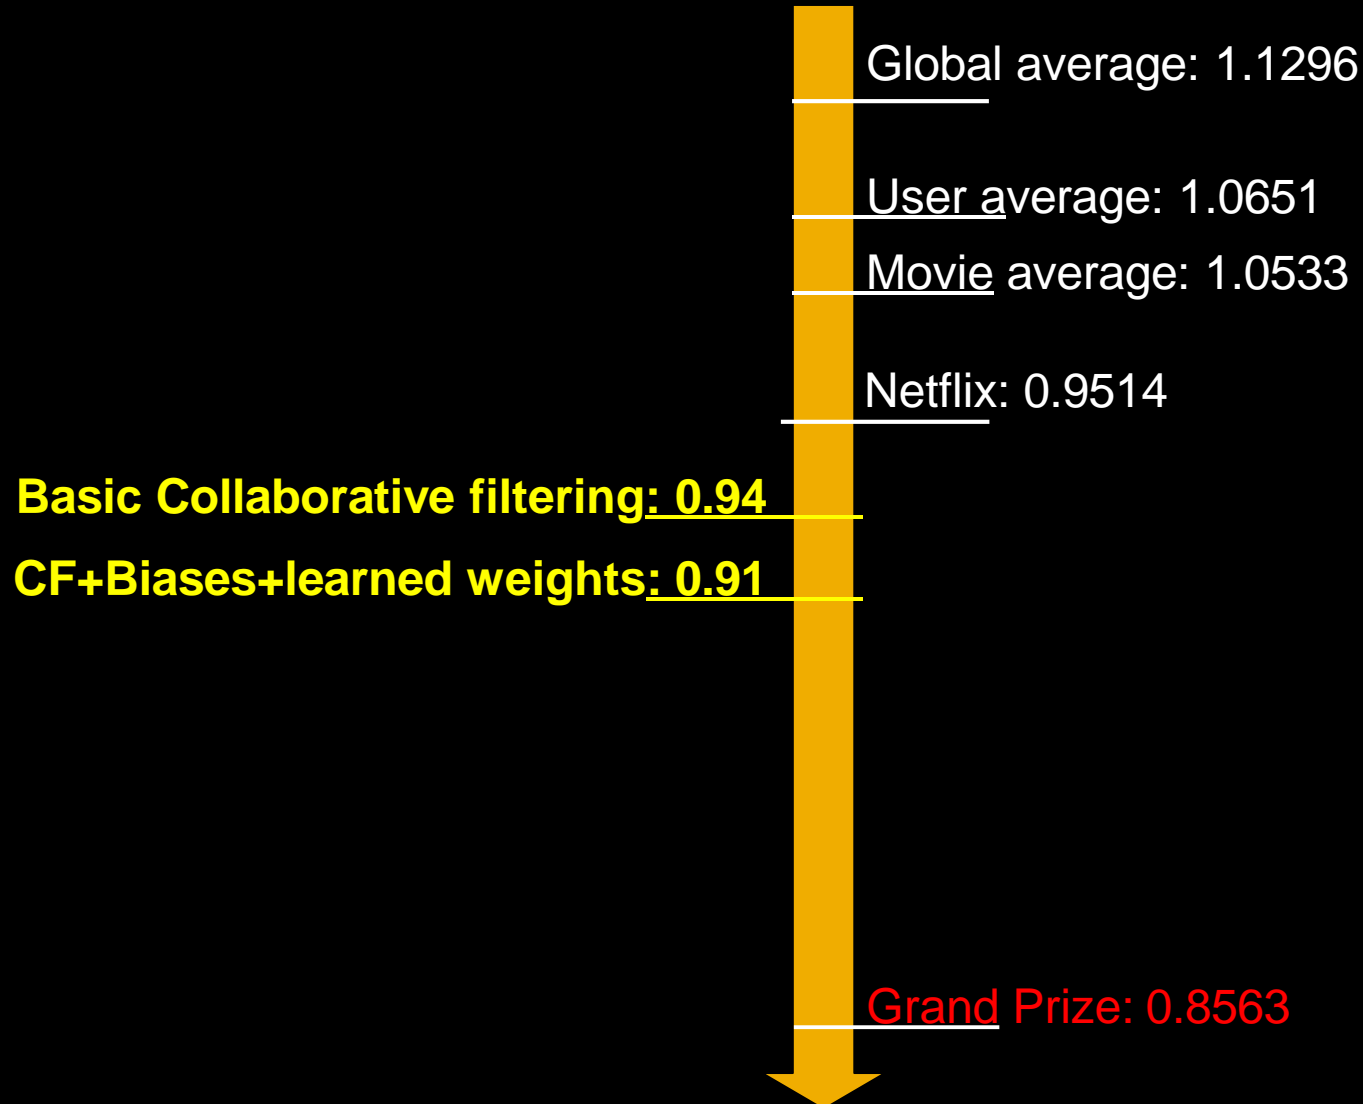 Global average: 1.1296
User average: 1.0651
Movie average: 1.0533
Netflix: 0.9514
Basic Collaborative filtering: 0.94
CF+Biases+learned weights: 0.91
Grand Prize: 0.8563